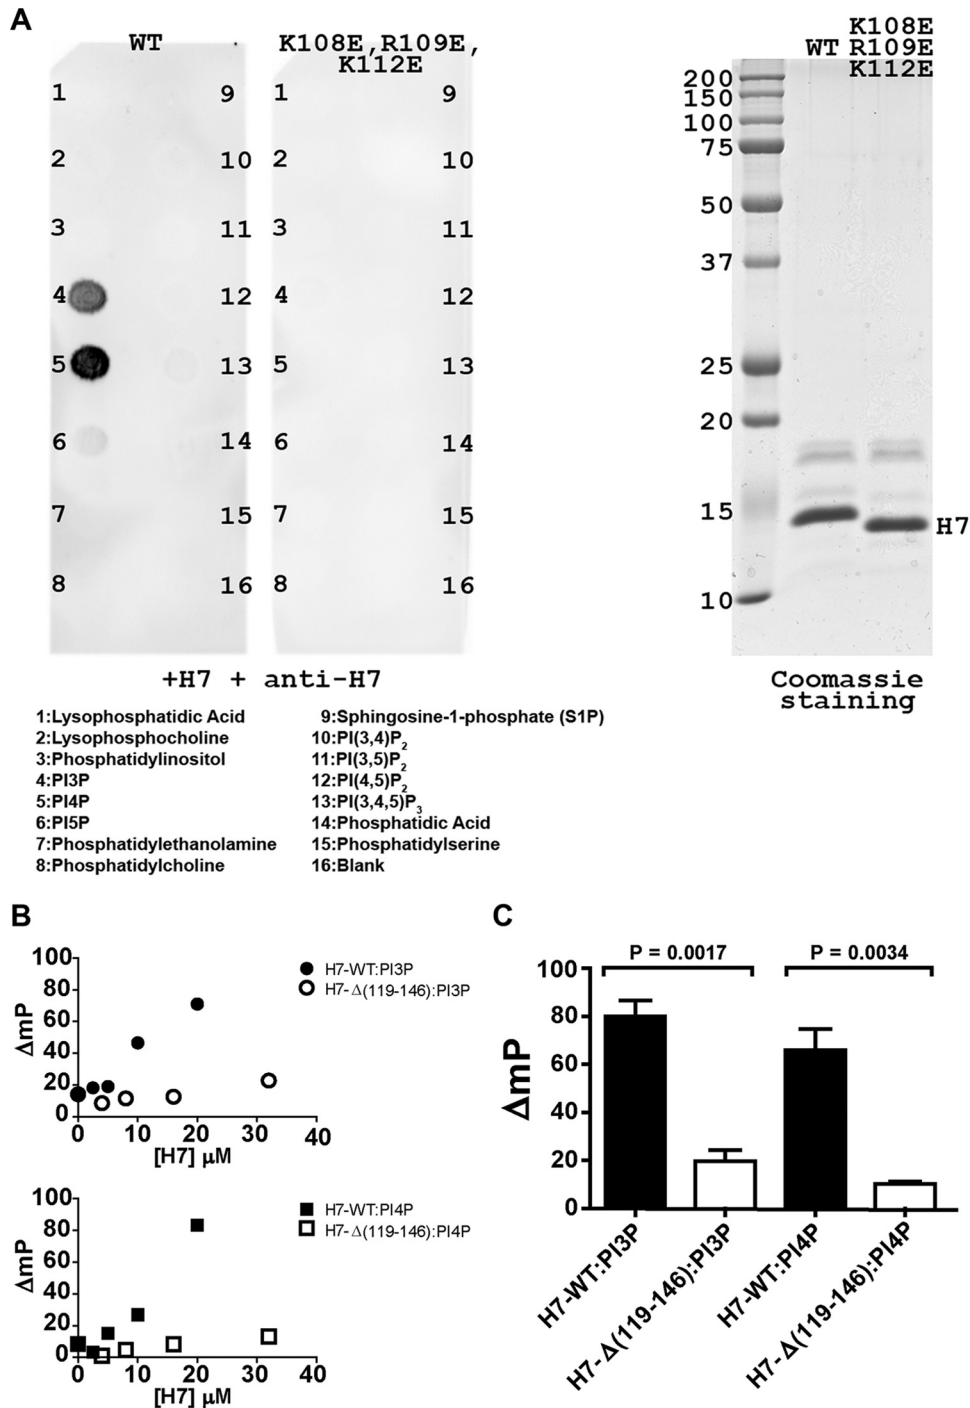 A
WT
K108E,R109E,
K112E
1
9
1
9
2
10
2
10
3
11
3
11
4
12
4
12
5
13
5
13
6
14
6
14
7
15
7
15
8
16
8
16
+H7 + anti-H7
WT
K108E
R109E
K112E
200
150
100
75
50
37
25
20
15
10
H7
Coomassie
staining
1:Lysophosphatidic Acid
2:Lysophosphocholine
3:Phosphatidylinositol
4:PI3P
5:PI4P
6:PI5P
7:Phosphatidylethanolamine
8:Phosphatidylcholine
9:Sphingosine-1-phosphate (S1P)
10:PI(3,4)P2
11:PI(3,5)P2
12:PI(4,5)P2
13:PI(3,4,5)P3
14:Phosphatidic Acid
15:Phosphatidylserine
16:Blank
B
ΔmP
100
80
60
40
20
0
0 10 20 30 40
[H7] µM
H7-WT:PI3P
H7-Δ(119-146):PI3P
ΔmP
100
80
60
40
20
0
0 10 20 30 40
[H7] µM
H7-WT:PI4P
H7-Δ(119-146):PI4P
C
P = 0.0017
P = 0.0034
ΔmP
100
80
60
40
20
0
H7-WT:PI3P
H7-Δ(119-146):PI3P
H7-WT:PI4P
H7-Δ(119-146):PI4P